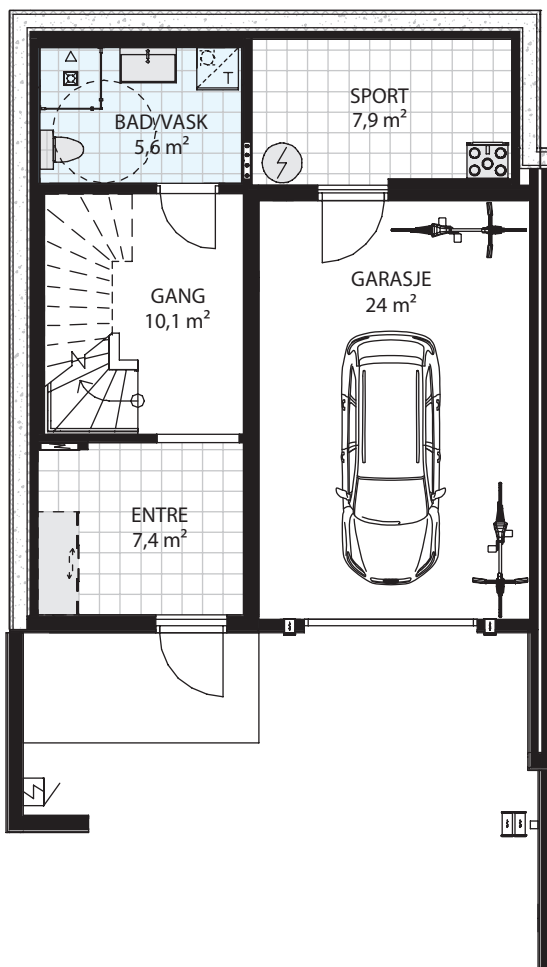 T
BAD/VASK
5,6 m²
SPORT
7,9 m²
GANG
10,1 m²
GARASJE
24 m²
ENTRE
7,4 m²